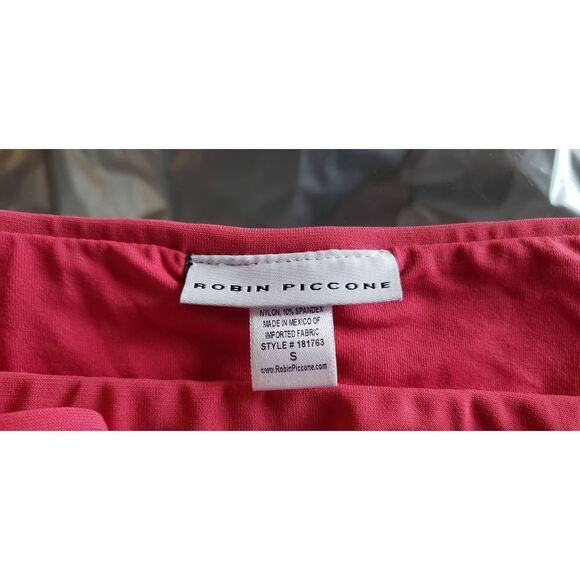 ROBIN PICCONE
NYLON, 10% SPANDEX
MADE IN MEXICO OF
IMPORTED FABRIC
STYLE # 181763
S
www.RobinPiccone.com